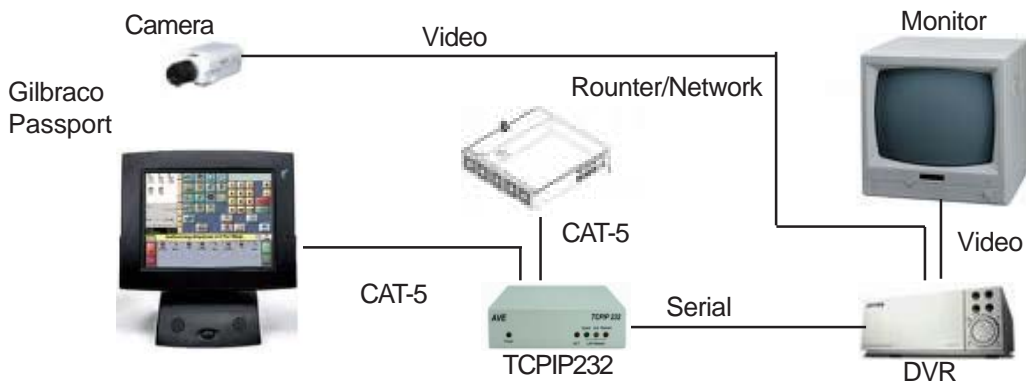 Camera
Video
Monitor
Gilbraco
Passport
Rounter/Network
CAT-5
CAT-5
Video
AVE
TCPIP 232
Serial
TCPIP232
DVR